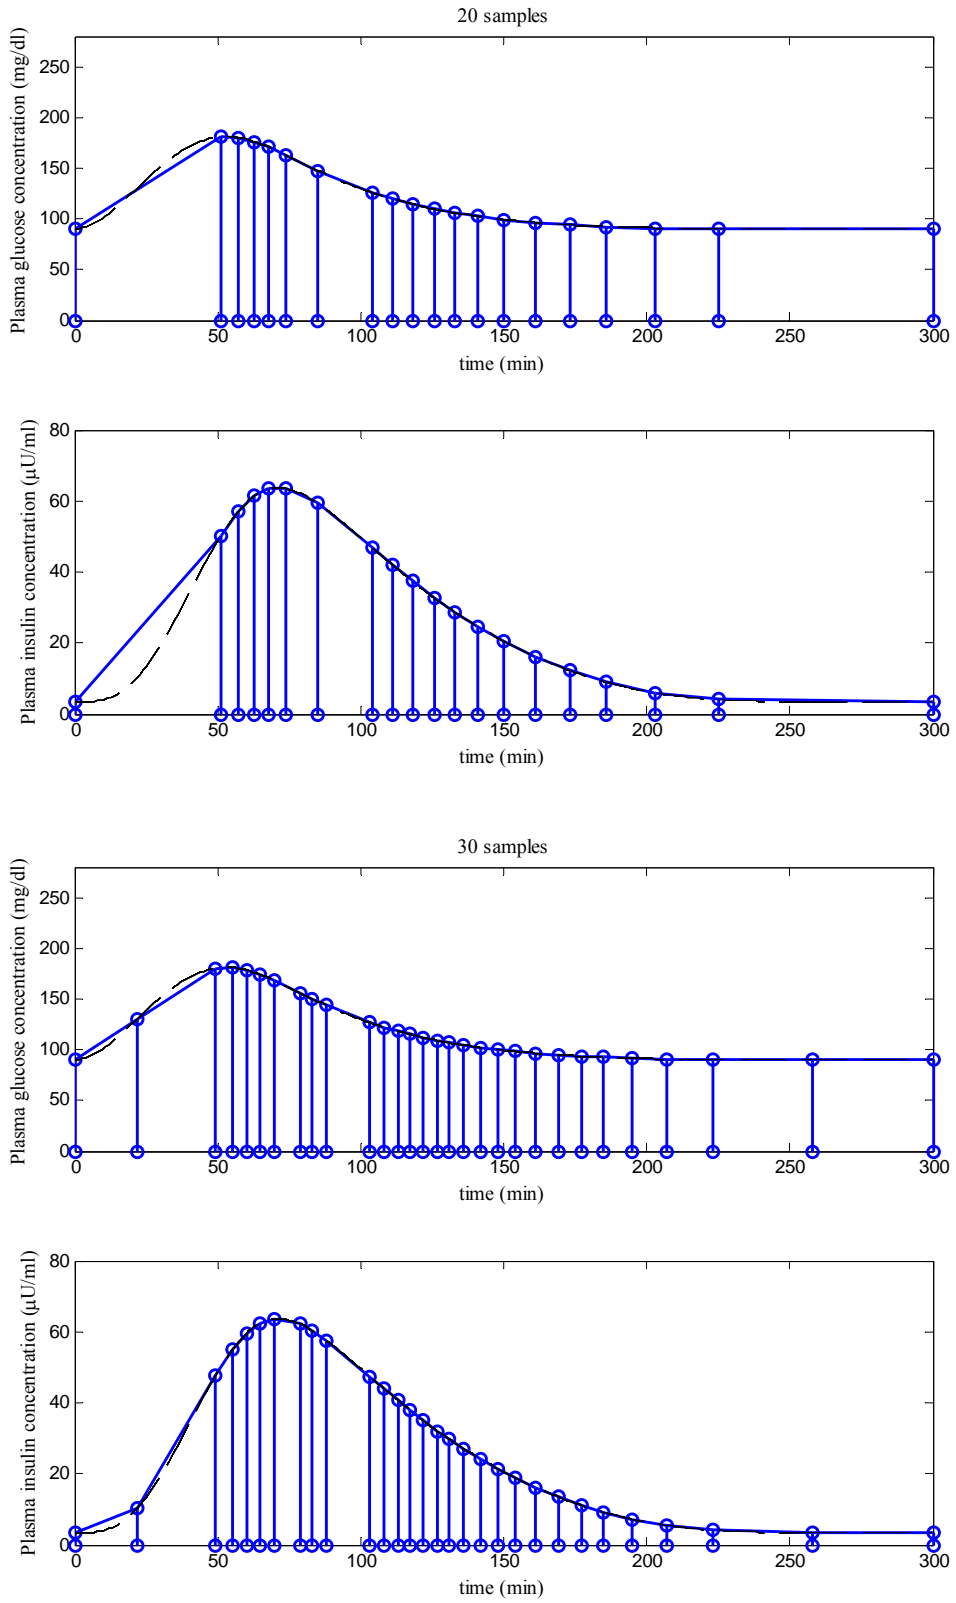 20 samples
Plasma glucose concentration (mg/dl)
250
200
150
100
50
0
0 50 100 150 200 250 300
time (min)
Plasma insulin concentration (μU/ml)
80
60
40
20
0
0 50 100 150 200 250 300
time (min)
30 samples
Plasma glucose concentration (mg/dl)
250
200
150
100
50
0
0 50 100 150 200 250 300
time (min)
Plasma insulin concentration (μU/ml)
80
60
40
20
0
0 50 100 150 200 250 300
time (min)